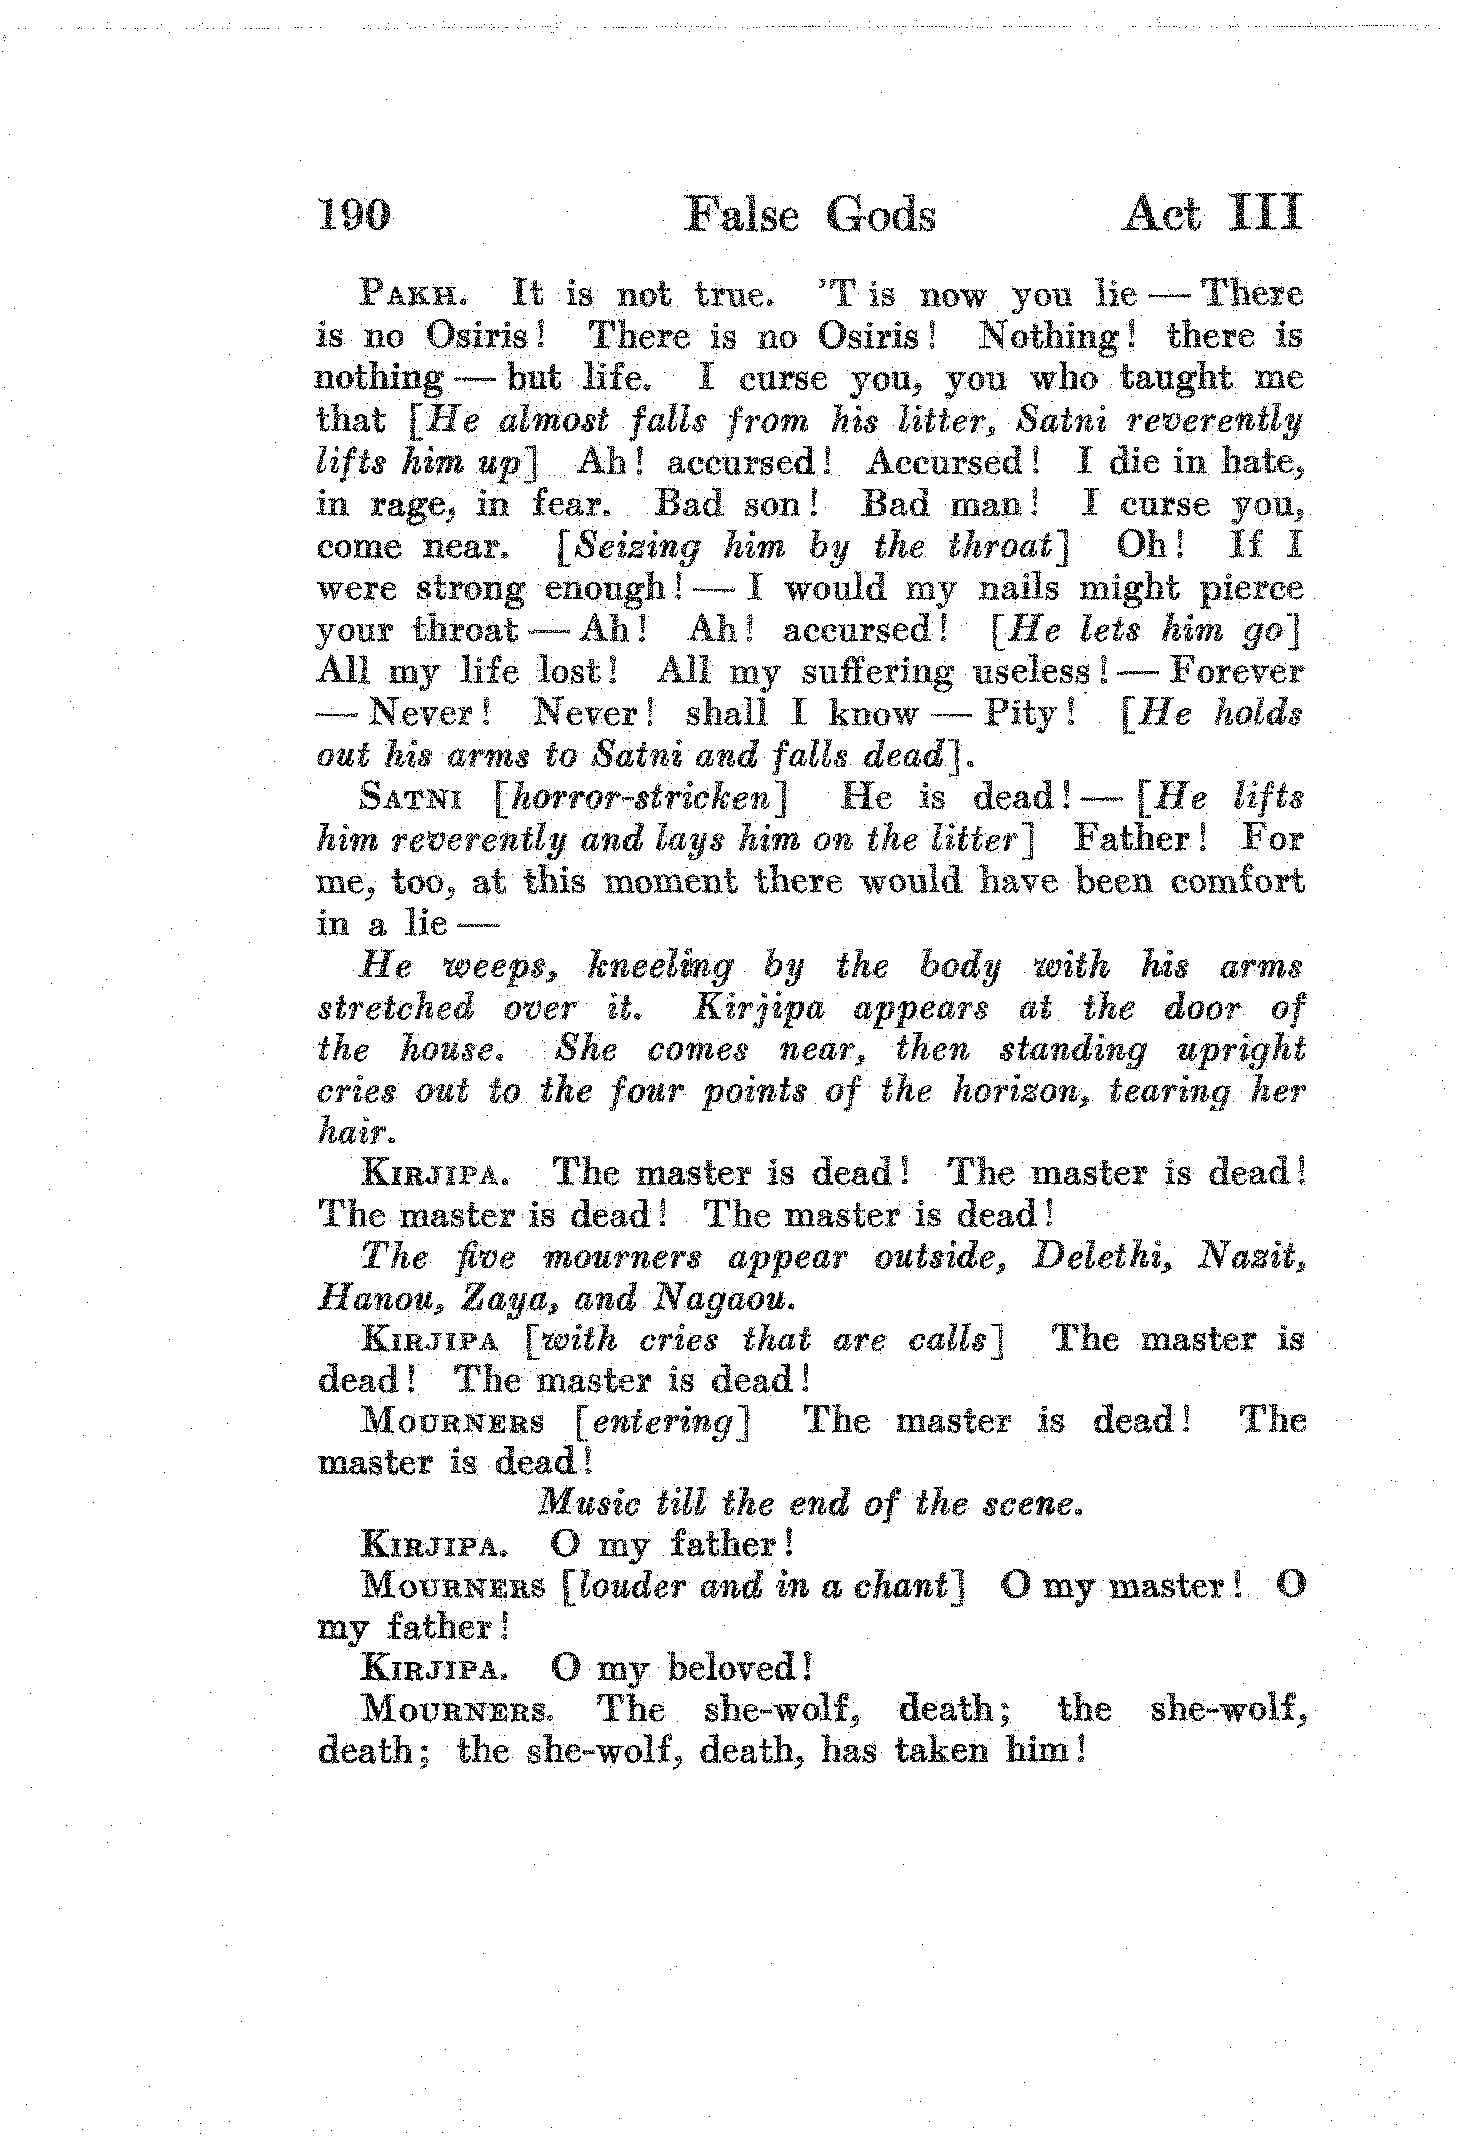 190 False Gods Act III
PAKH. It is not true. 'T is now you lie — There
is no Osiris! There is no Osiris! Nothing! there is
nothing — but life. I curse you, you who taught me
that [He almost falls from his litter, Satni reverently
lifts him up] Ah! accursed! Accursed! I die in hate,
in rage, in fear. Bad son! Bad man! I curse you,
come near. [Seizing him by the throat] Oh! If I
were strong enough! — I would my nails might pierce
your throat — Ah! Ah! accursed! [He lets him go]
All my life lost! All my suffering useless! — Forever
— Never! Never! shall I know — Pity! [He holds
out his arms to Satni and falls dead].
SATNI [horror-stricken] He is dead! — [He lifts
him reverently and lays him on the litter] Father! For
me, too, at this moment there would have been comfort
in a lie —
He weeps, kneeling by the body with his arms
stretched over it. Kirjipa appears at the door of
the house. She comes near, then standing upright
cries out to the four points of the horizon, tearing her
hair.
KIRJIPA. The master is dead! The master is dead!
The master is dead! The master is dead!
The five mourners appear outside, Delethi, Nazit,
Hanou, Zaya, and Nagaou.
KIRJIPA [with cries that are calls] The master is
dead! The master is dead!
MOURNERS [entering] The master is dead! The
master is dead!
Music till the end of the scene.
KIRJIPA. O my father!
MOURNERS [louder and in a chant] O my master! O
my father!
KIRJIPA. O my beloved!
MOURNERS. The she-wolf, death; the she-wolf,
death; the she-wolf, death, has taken him!